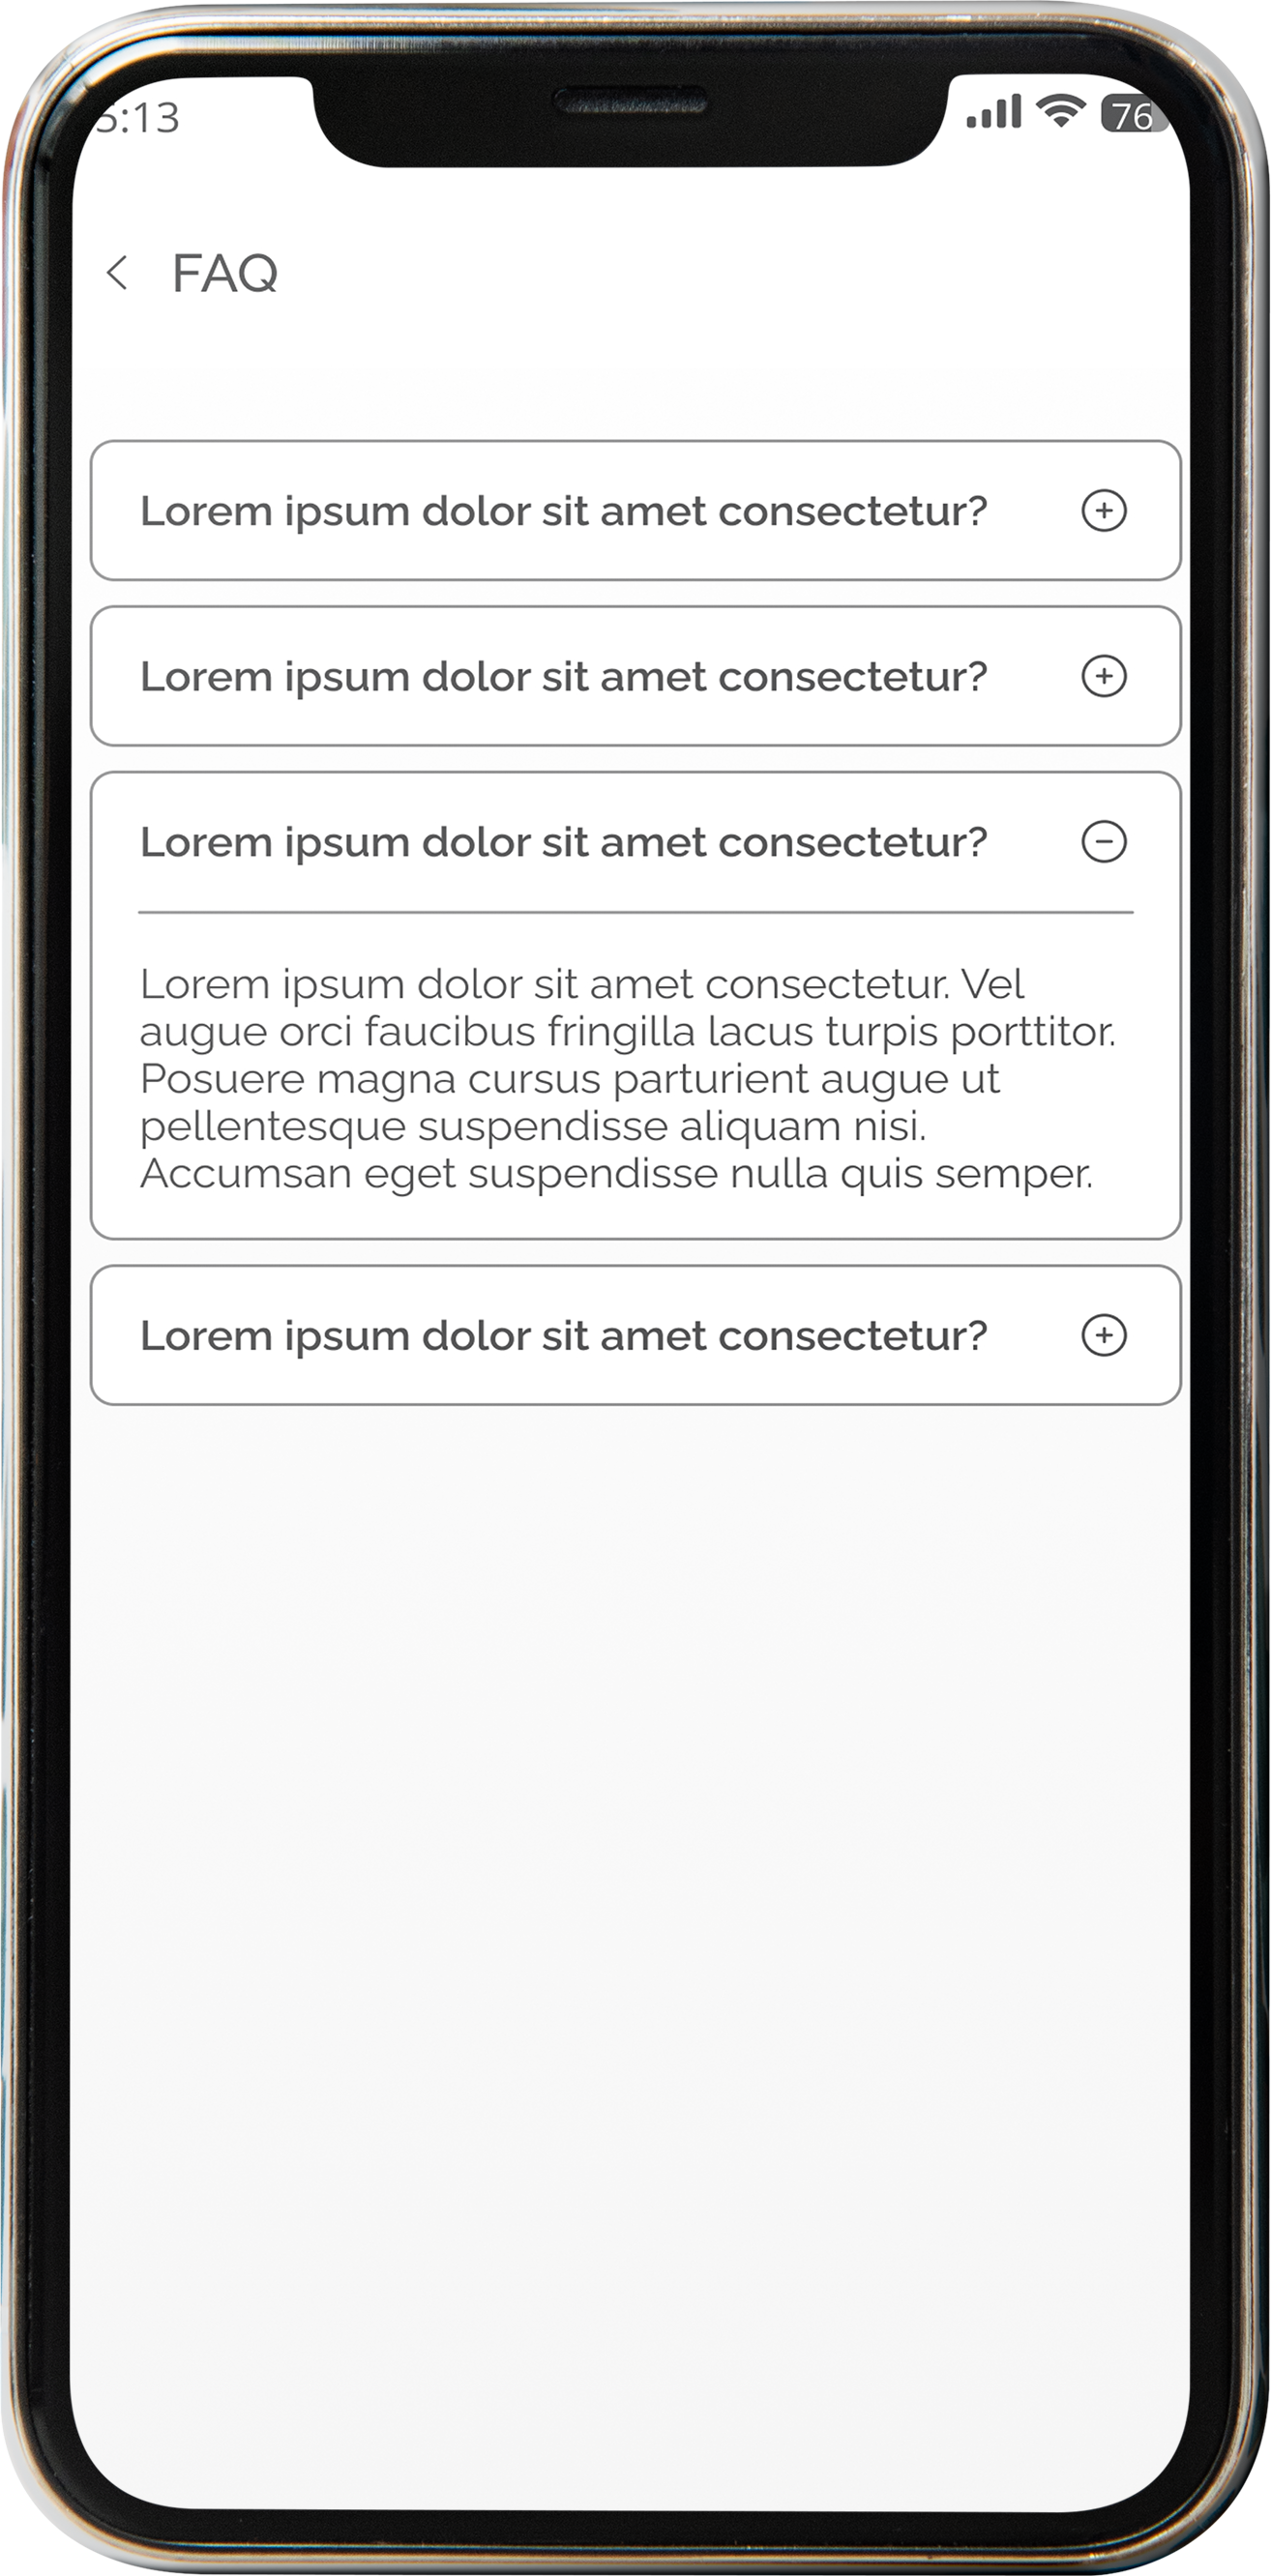 5:13
76
FAQ
Lorem ipsum dolor sit amet consectetur?
Lorem ipsum dolor sit amet consectetur?
Lorem ipsum dolor sit amet consectetur?
Lorem ipsum dolor sit amet consectetur. Vel
augue orci faucibus fringilla lacus turpis porttitor.
Posuere magna cursus parturient augue ut
pellentesque suspendisse aliquam nisi.
Accumsan eget suspendisse nulla quis semper.
Lorem ipsum dolor sit amet consectetur?